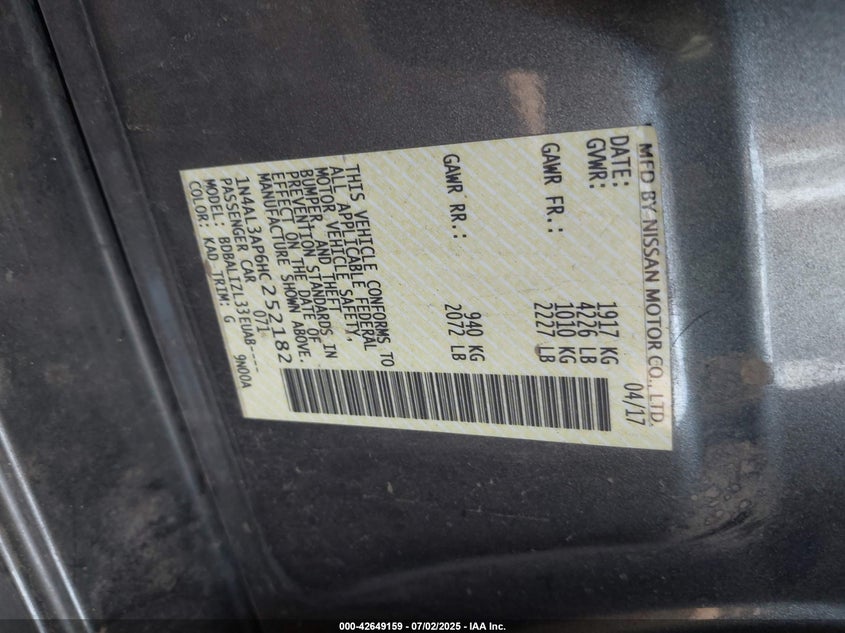 MFD BY NISSAN MOTOR CO., LTD.
DATE: 04/17
GVWR: 1917 KG
4226 LB
GAWR FR.: 1010 KG
2227 LB
GAWR RR.: 940 KG
2072 LB
THIS VEHICLE CONFORMS TO
ALL APPLICABLE FEDERAL
MOTOR VEHICLE SAFETY,
BUMPER, AND THEFT
PREVENTION STANDARDS IN
EFFECT ON THE DATE OF
MANUFACTURE SHOWN ABOVE.
1N4AL3AP6HC252182
PASSENGER CAR 071
MODEL: BDBALIZL33EUA8----
COLOR: KAD TRIM: G 9N00A
000-42649159 - 07/02/2025 - IAA Inc.